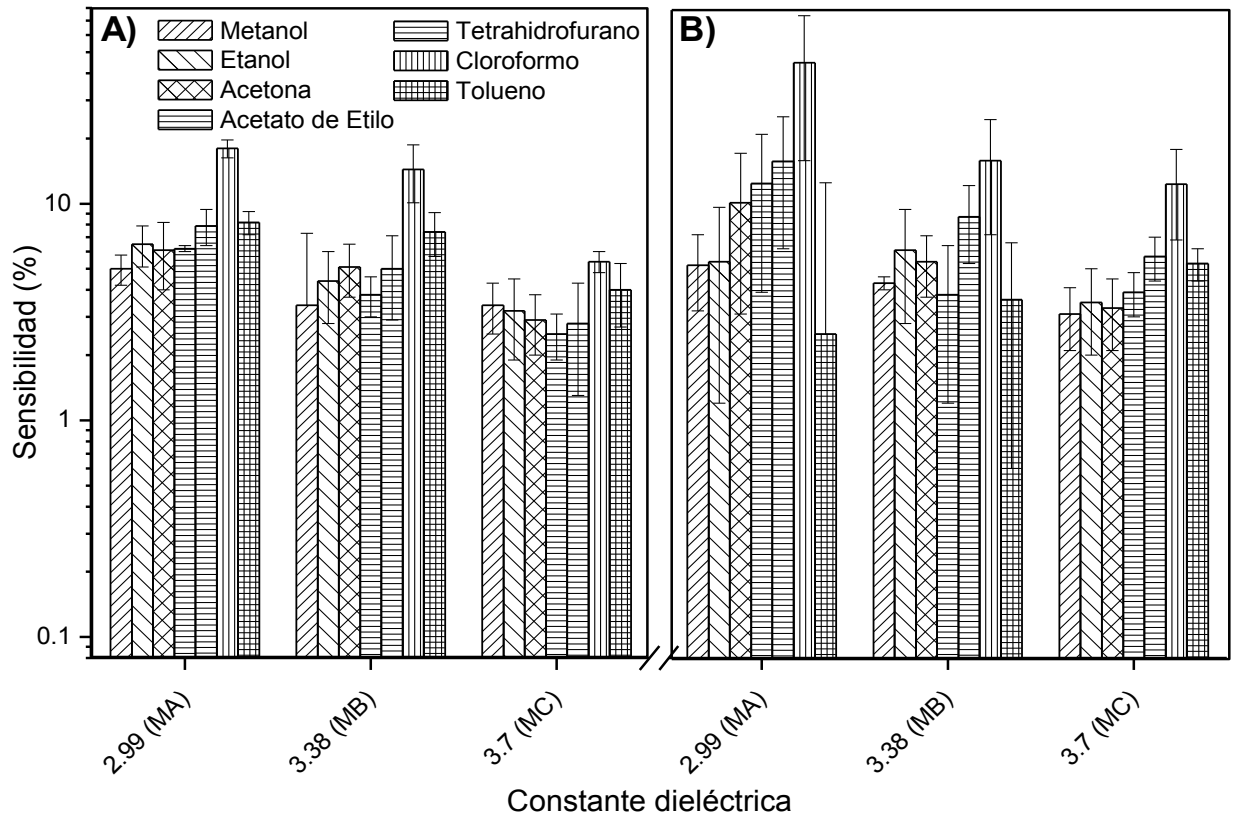 A)
Metanol
Etanol
Acetona
Acetato de Etilo
Tetrahidrofurano
Cloroformo
Tolueno
B)
Sensibilidad (%)
10
1
0.1
2.99 (MA)
3.38 (MB)
3.7 (MC)
2.99 (MA)
3.38 (MB)
3.7 (MC)
Constante dieléctrica